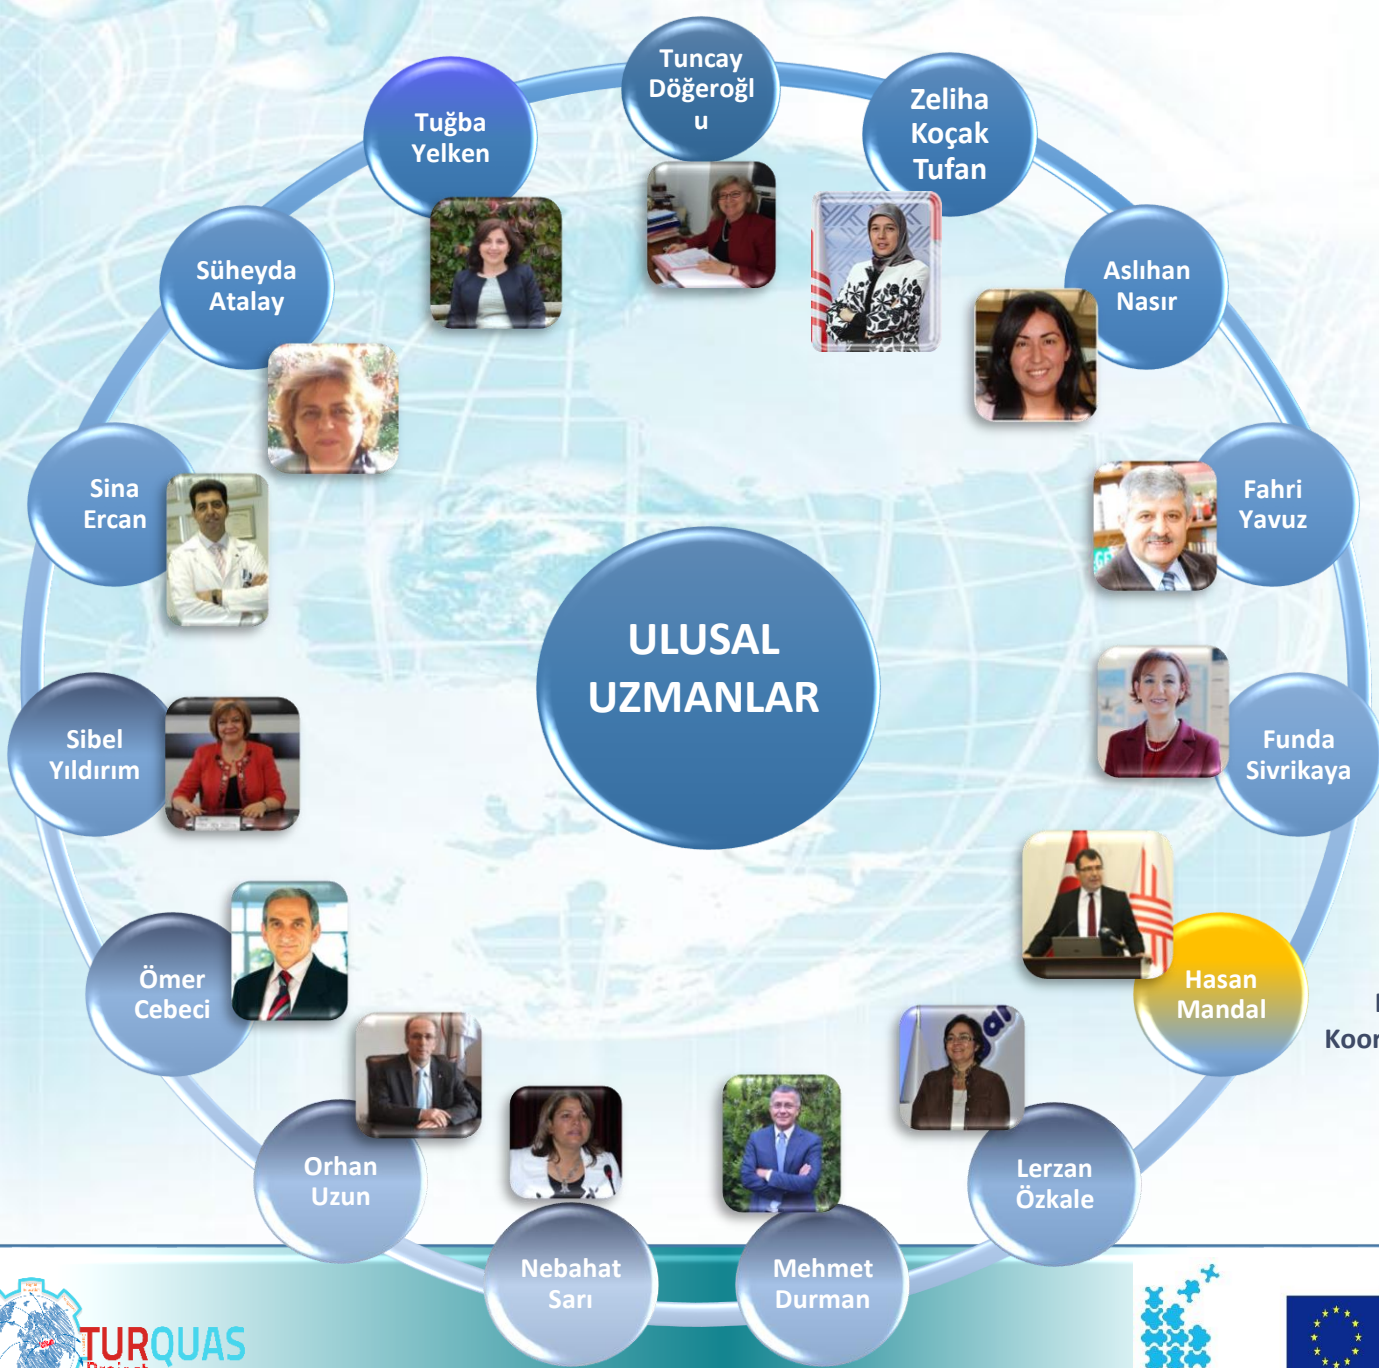 Tuncay
Döğeroğl
u
Zeliha
Koçak
Tufan
Tuğba
Yelken
Aslıhan
Nasır
Süheyda
Atalay
Fahri
Yavuz
Sina
Ercan
ULUSAL
UZMANLAR
Funda
Sivrikaya
Sibel
Yıldırım
Hasan
Mandal
Koor
Ömer
Cebeci
Orhan
Uzun
Lerzan
Özkale
Nebahat
Sarı
Mehmet
Durman
TURQUAS
Project